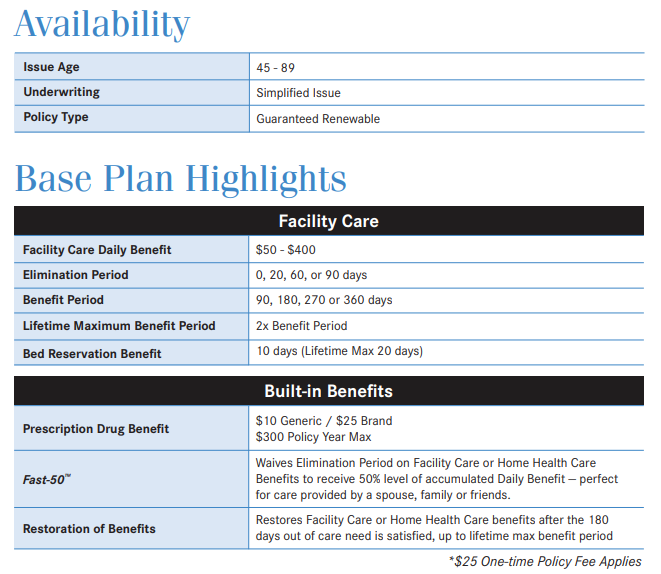 Availability
Issue Age
45 - 89
Underwriting
Simplified Issue
Policy Type
Guaranteed Renewable
Base Plan Highlights
Facility Care
Facility Care Daily Benefit
$50 - $400
Elimination Period
0, 20, 60, or 90 days
Benefit Period
90, 180, 270 or 360 days
Lifetime Maximum Benefit Period
2x Benefit Period
Bed Reservation Benefit
10 days (Lifetime Max 20 days)
Built-in Benefits
Prescription Drug Benefit
$10 Generic / $25 Brand
$300 Policy Year Max
Fast-50™
Waives Elimination Period on Facility Care or Home Health Care
Benefits to receive 50% level of accumulated Daily Benefit — perfect
for care provided by a spouse, family or friends.
Restoration of Benefits
Restores Facility Care or Home Health Care benefits after the 180
days out of care need is satisfied, up to lifetime max benefit period
*$25 One-time Policy Fee Applies